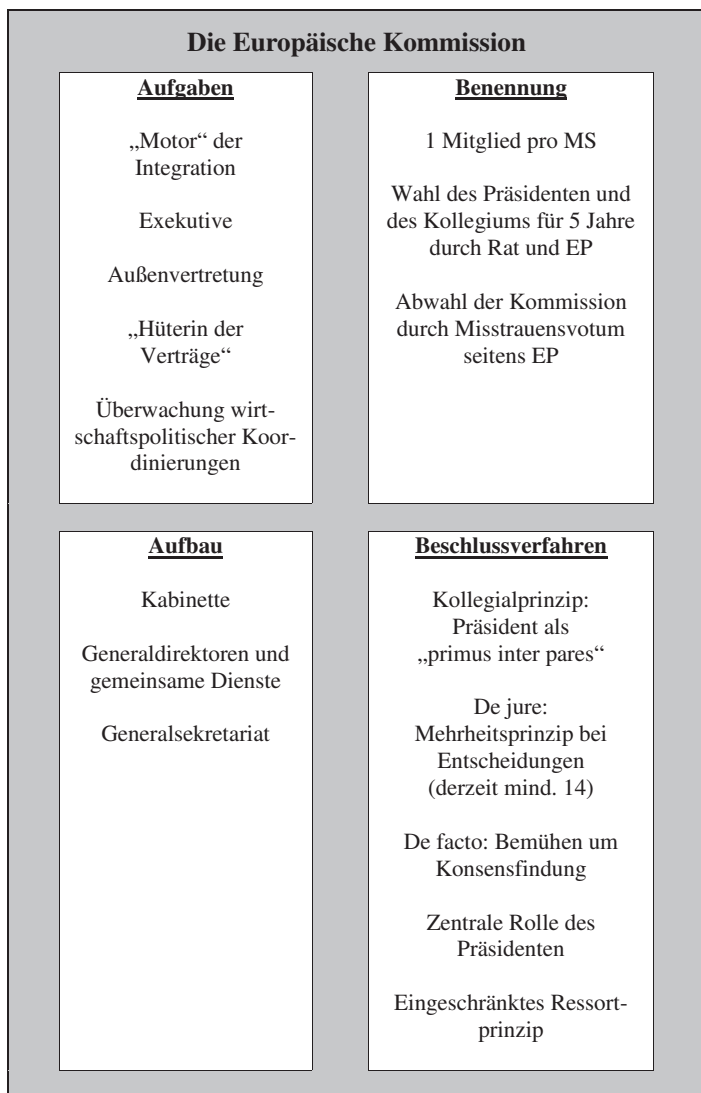 Die Europäische Kommission
Aufgaben
„Motor“ der
Integration
Exekutive
Außenvertretung
„Hüterin der
Verträge“
Überwachung wirt-
schaftspolitischer Koor-
dinierungen
Benennung
1 Mitglied pro MS
Wahl des Präsidenten und
des Kollegiums für 5 Jahre
durch Rat und EP
Abwahl der Kommission
durch Misstrauensvotum
seitens EP
Aufbau
Kabinette
Generaldirektoren und
gemeinsame Dienste
Generalsekretariat
Beschlussverfahren
Kollegialprinzip:
Präsident als
„primus inter pares“
De jure:
Mehrheitsprinzip bei
Entscheidungen
(derzeit mind. 14)
De facto: Bemühen um
Konsensfindung
Zentrale Rolle des
Präsidenten
Eingeschränktes Ressort-
prinzip